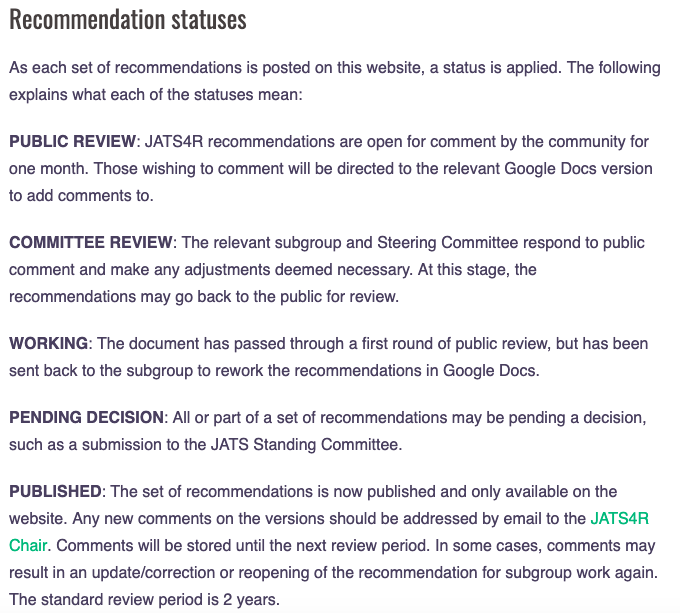 Recommendation statuses
As each set of recommendations is posted on this website, a status is applied. The following
explains what each of the statuses mean:
PUBLIC REVIEW: JATS4R recommendations are open for comment by the community for
one month. Those wishing to comment will be directed to the relevant Google Docs version
to add comments to.
COMMITTEE REVIEW: The relevant subgroup and Steering Committee respond to public
comment and make any adjustments deemed necessary. At this stage, the
recommendations may go back to the public for review.
WORKING: The document has passed through a first round of public review, but has been
sent back to the subgroup to rework the recommendations in Google Docs.
PENDING DECISION: All or part of a set of recommendations may be pending a decision,
such as a submission to the JATS Standing Committee.
PUBLISHED: The set of recommendations is now published and only available on the
website. Any new comments on the versions should be addressed by email to the JATS4R
Chair. Comments will be stored until the next review period. In some cases, comments may
result in an update/correction or reopening of the recommendation for subgroup work again.
The standard review period is 2 years.